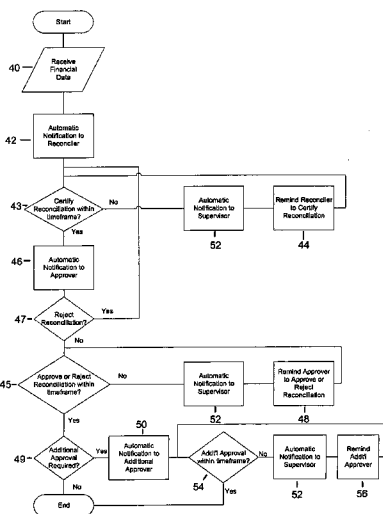 Start
40
Receive
Financial
Data
42
Automatic
Notification to
Reconciler
43
Certify
Reconciliation within
timeframe?
No
Yes
Automatic
Notification to
Supervisor
52
Remind Reconciler
to Certify
Reconciliation
44
46
Automatic
Notification to
Approver
47
Reject
Reconciliation?
Yes
No
45
Approve or Reject
Reconciliation within
timeframe?
No
Yes
Automatic
Notification to
Supervisor
52
Remind Approver
to Approve or
Reject
Reconciliation
48
49
Additional
Approval
Required?
Yes
No
50
Automatic
Notification to
Additional
Approver
Add'l Approval
within timeframe?
54
No
Yes
Automatic
Notification to
Supervisor
52
Remind
Add'l
Approver
56
End